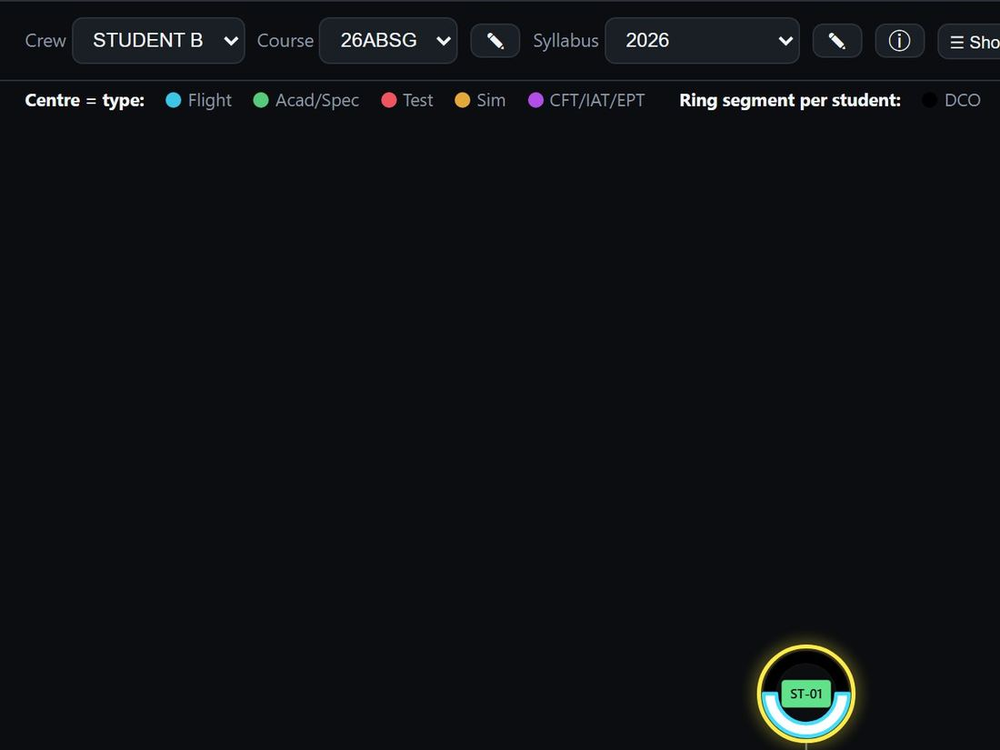 Crew STUDENT B Course 26ABSG Syllabus 2026 ☰ Sho
Centre = type: Flight Acad/Spec Test Sim CFT/IAT/EPT Ring segment per student: DCO
ST-01